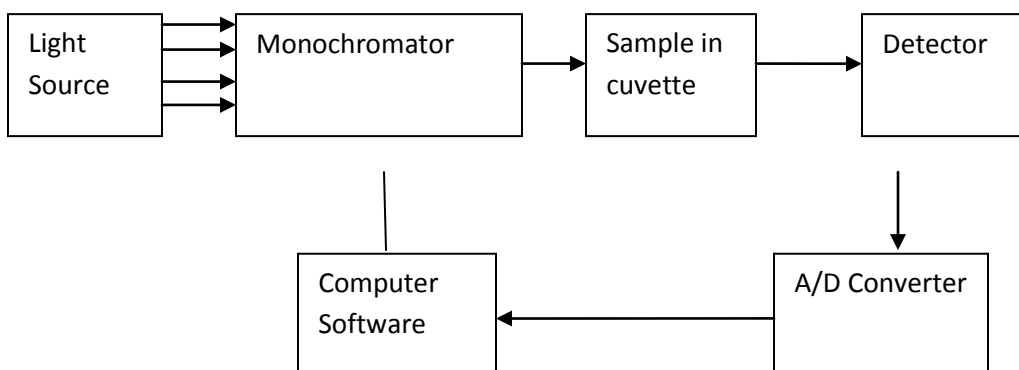 Light
Source
Monochromator
Sample in
cuvette
Detector
Computer
Software
A/D Converter